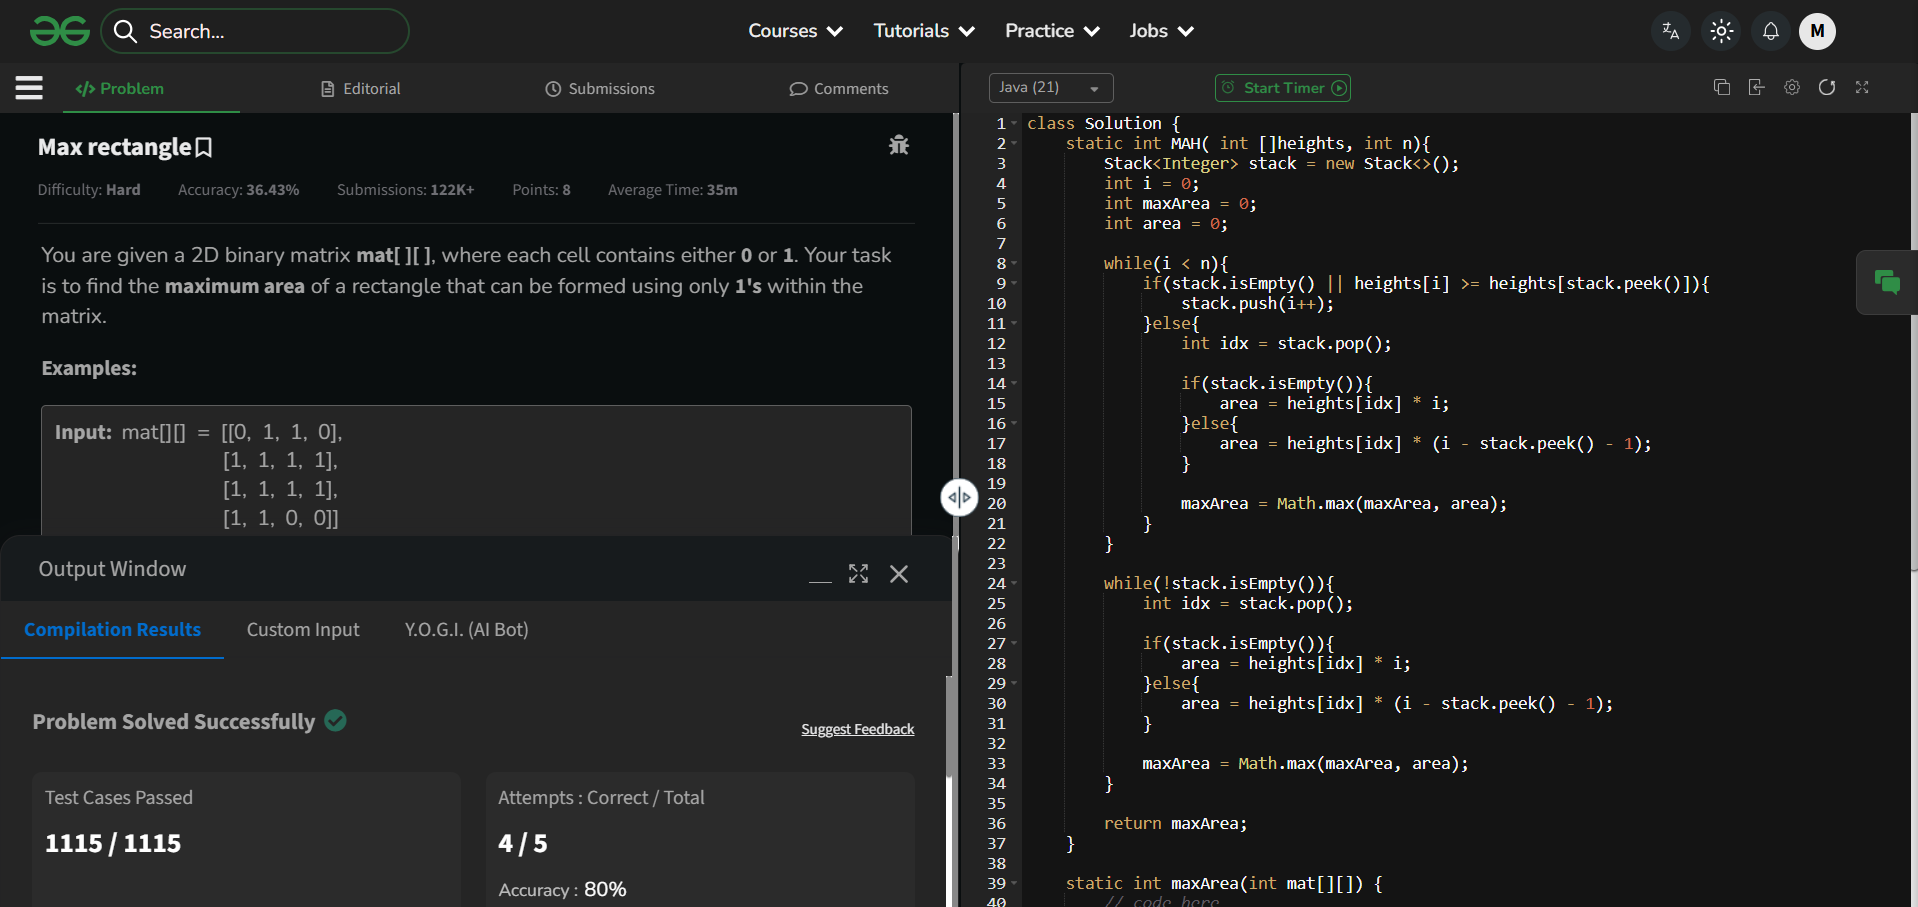 Search...
Courses
Tutorials
Practice
Jobs
M
Problem
Editorial
Submissions
Comments
Max rectangle
Difficulty: Hard
Accuracy: 36.43%
Submissions: 122K+
Points: 8
Average Time: 35m
You are given a 2D binary matrix mat[ ][ ], where each cell contains either 0 or 1. Your task
is to find the maximum area of a rectangle that can be formed using only 1's within the
matrix.
Examples:
Input: mat[][] = [[0, 1, 1, 0],
[1, 1, 1, 1],
[1, 1, 1, 1],
[1, 1, 0, 0]]
Output Window
Compilation Results
Custom Input
Y.O.G.I. (AI Bot)
Problem Solved Successfully
Suggest Feedback
Test Cases Passed
1115 / 1115
Attempts : Correct / Total
4 / 5
Accuracy : 80%
Java (21)
Start Timer
1 class Solution {
2 static int MAH( int []heights, int n){
3 Stack<Integer> stack = new Stack<>();
4 int i = 0;
5 int maxArea = 0;
6 int area = 0;
7
8 while(i < n){
9 if(stack.isEmpty() || heights[i] >= heights[stack.peek()]){
10 stack.push(i++);
11 }else{
12 int idx = stack.pop();
13
14 if(stack.isEmpty()){
15 area = heights[idx] * i;
16 }else{
17 area = heights[idx] * (i - stack.peek() - 1);
18 }
19
20 maxArea = Math.max(maxArea, area);
21 }
22 }
23
24 while(!stack.isEmpty()){
25 int idx = stack.pop();
26
27 if(stack.isEmpty()){
28 area = heights[idx] * i;
29 }else{
30 area = heights[idx] * (i - stack.peek() - 1);
31 }
32
33 maxArea = Math.max(maxArea, area);
34 }
35
36 return maxArea;
37 }
38
39 static int maxArea(int mat[][]) {
40 // code here